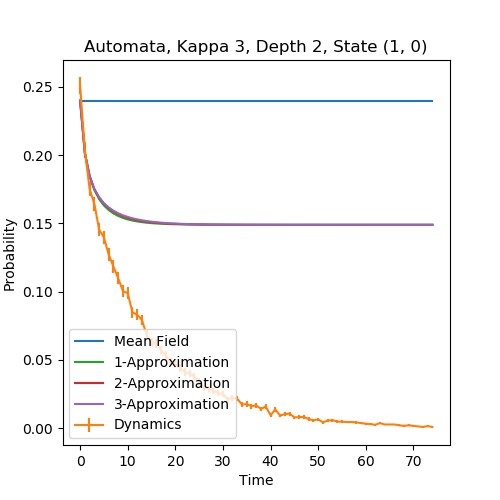 Automata, Kappa 3, Depth 2, State (1, 0)
Probability
0.25
0.20
0.15
0.10
0.05
0.00
Mean Field
1-Approximation
2-Approximation
3-Approximation
Dynamics
0 10 20 30 40 50 60 70
Time